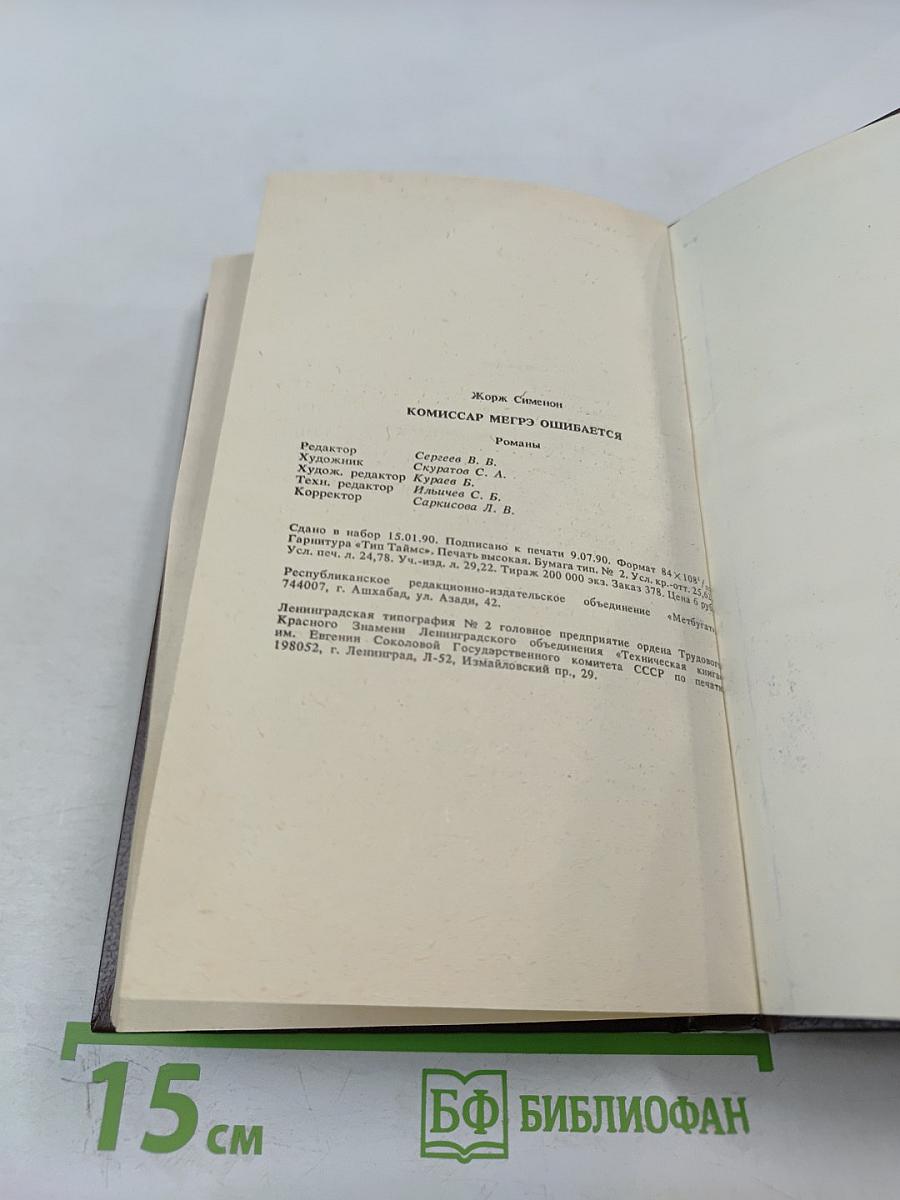 Жорж Сименон
КОМИССАР МЕГРЭ ОШИБАЕТСЯ
Романы
Редактор Сергеев В. В.
Художник Скуратов С. А.
Худож. редактор Кураев Б.
Техн. редактор Ильичев С. Б.
Корректор Саркисова Л. В.
Сдано в набор 15.01.90. Подписано к печати 9.07.90. Формат 84×108¹/
Гарнитура «Тип Таймс». Печать высокая. Бумага тип. № 2. Усл. кр.-отт. 25,63
Усл. печ. л. 24,78. Уч.-изд. л. 29,22. Тираж 200 000 экз. Заказ 378. Цена 6 руб
Республиканское редакционно-издательское объединение «Метбугат»
744007, г. Ашхабад, ул. Азади, 42.
Ленинградская типография № 2 головное предприятие ордена Трудового
Красного Знамени Ленинградского объединения «Техническая книга»
им. Евгении Соколовой Государственного комитета СССР по печати
198052, г. Ленинград, Л-52, Измайловский пр., 29.
15 см
БФ БИБЛИОФАН